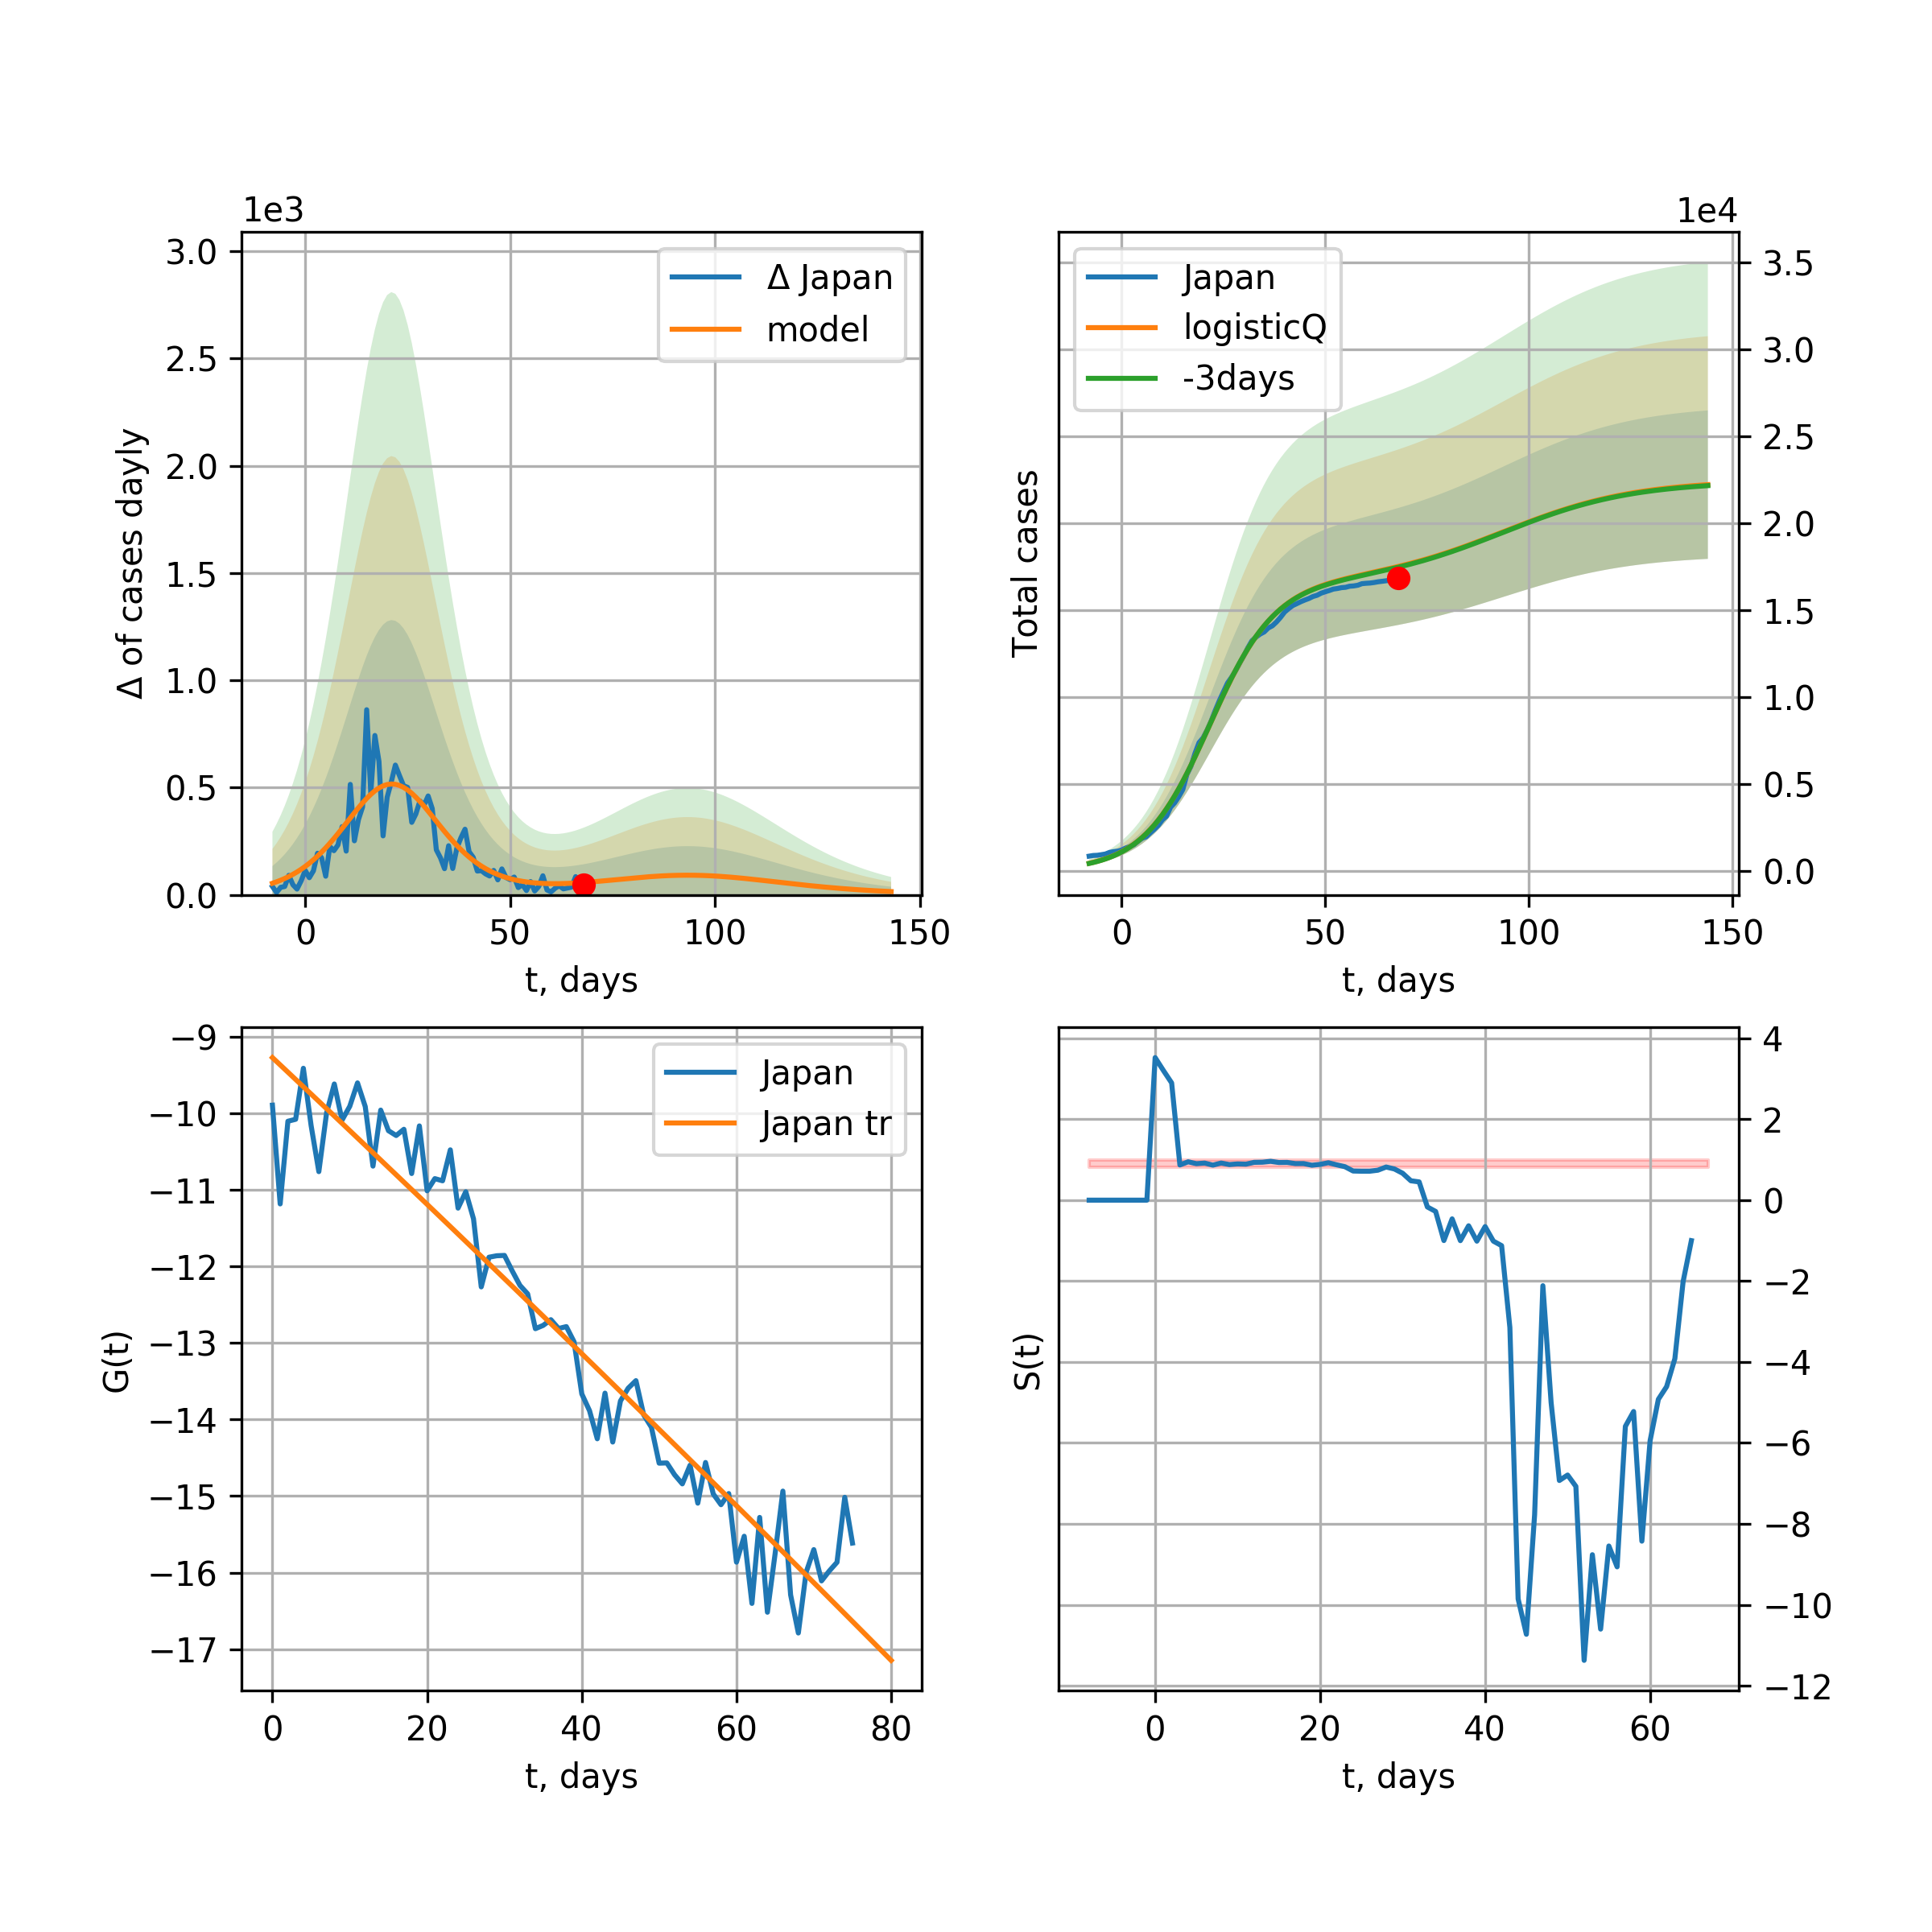 1e3
3.0
2.5
2.0
1.5
1.0
0.5
0.0
Δ of cases dayly
Δ Japan
model
0 50 100 150
t, days
1e4
3.5
3.0
2.5
2.0
1.5
1.0
0.5
0.0
Total cases
Japan
logisticQ
-3days
0 50 100 150
t, days
−9
−10
−11
−12
−13
−14
−15
−16
−17
G(t)
Japan
Japan tr
0 20 40 60 80
t, days
4
2
0
−2
−4
−6
−8
−10
−12
S(t)
0 20 40 60
t, days